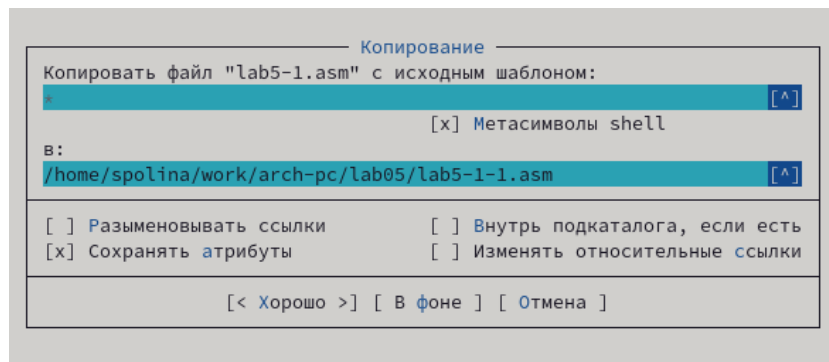 Копирование
Копировать файл "lab5-1.asm" с исходным шаблоном:
* [^]
[x] Метасимволы shell
в:
/home/spolina/work/arch-pc/lab05/lab5-1-1.asm [^]
[ ] Разыменовывать ссылки [ ] Внутрь подкаталога, если есть
[x] Сохранять атрибуты [ ] Изменять относительные ссылки
[< Хорошо >] [ В фоне ] [ Отмена ]